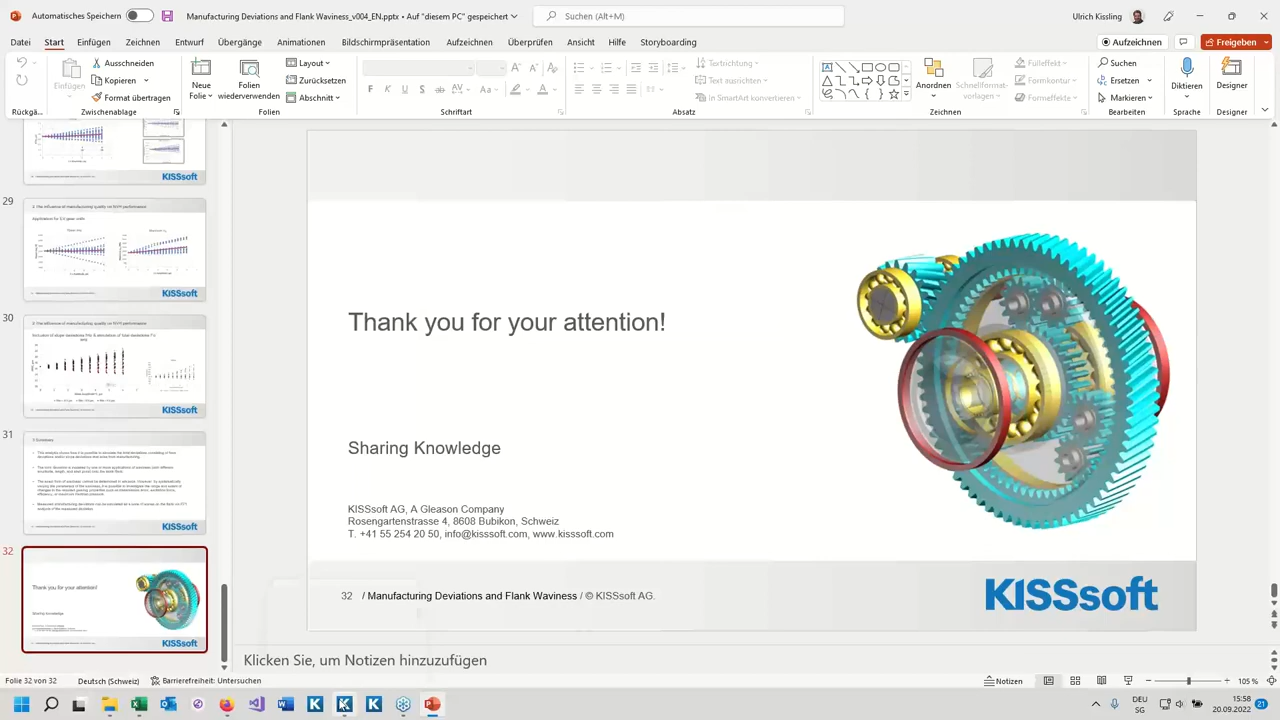 Automatisches Speichern
Manufacturing Deviations and Flank Waviness_v004_EN.pptx • Auf "diesem PC" gespeichert
Suchen (Alt+M)
Ulrich Kissling
Datei Start Einfügen Zeichnen Entwurf Übergänge Animationen Bildschirmpräsentation Aufzeichnen Überprüfen Ansicht Hilfe Storyboarding
Aufzeichnen
Freigeben
Einfügen
Ausschneiden
Kopieren
Format übertragen
Neue Folie
Folien wiederverwenden
Layout
Zurücksetzen
Abschnitt
Textrichtung
Text ausrichten
In SmartArt konvertieren
Anordnen
Schnellformat-vorlagen
Fülleffekt
Formkontur
Formeffekte
Suchen
Ersetzen
Markieren
Diktieren
Designer
Rückgä...
Zwischenablage
Folien
Schriftart
Absatz
Zeichnen
Bearbeiten
Sprache
Designer
KISSsoft
29
KISSsoft
30
KISSsoft
31
KISSsoft
32
Thank you for your attention!
Sharing Knowledge
KISSsoft
Thank you for your attention!
Sharing Knowledge
KISSsoft AG, A Gleason Company
Rosengartenstrasse 4, 8608 Bubikon, Schweiz
T. +41 55 254 20 50, info@kisssoft.com, www.kisssoft.com
32 / Manufacturing Deviations and Flank Waviness / © KISSsoft AG.
KISSsoft
Klicken Sie, um Notizen hinzuzufügen
Folie 32 von 32
Deutsch (Schweiz)
Barrierefreiheit: Untersuchen
Notizen
105 %
DEU
SG
15:58
20.09.2022
21